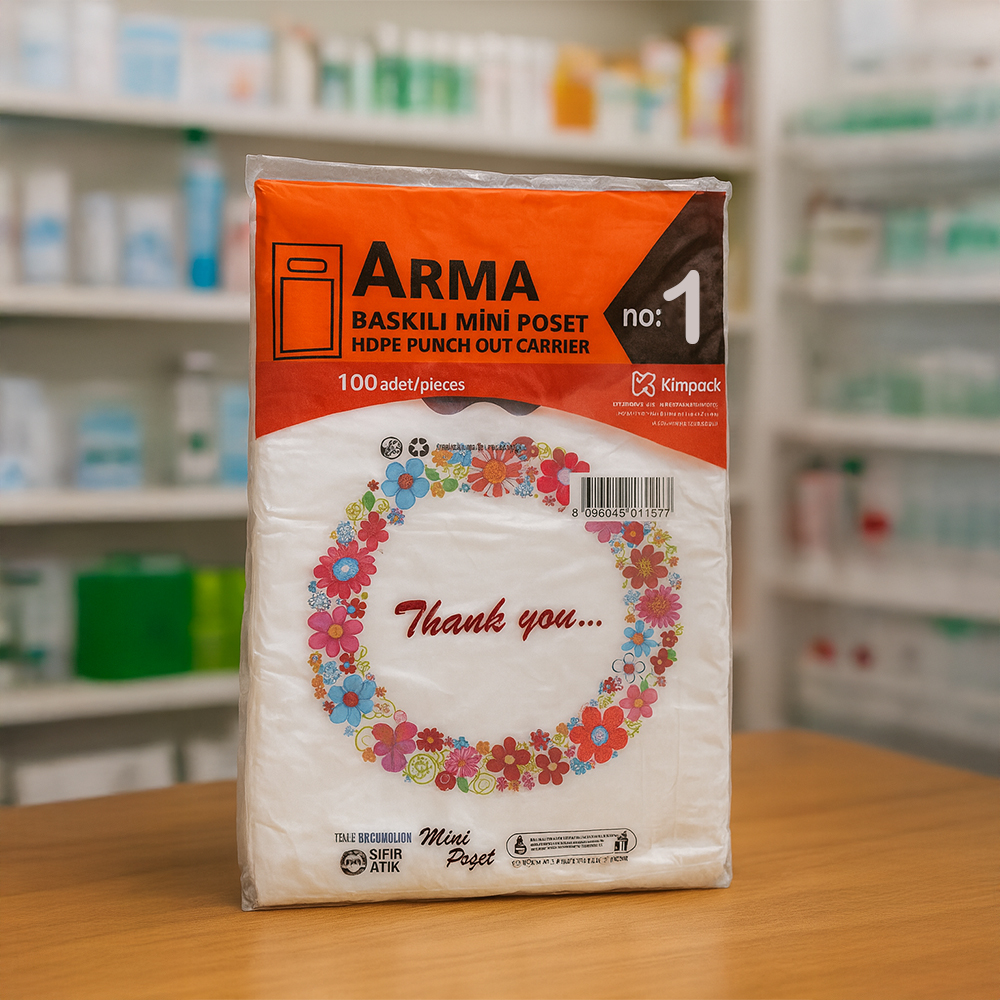 ARMA
BASKILI MİNİ POSET
HDPE PUNCH OUT CARRIER
no: 1
100 adet/pieces
Kimpack
8 096045 011577
Thank you...
Mini
Poşet
SIFIR
ATIK